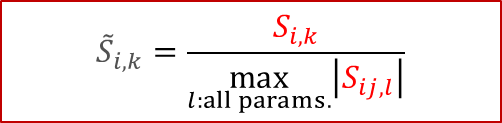 S̃ᵢ,ₖ = Sᵢ,ₖ / max |Sᵢⱼ,ₗ|
l:all params.